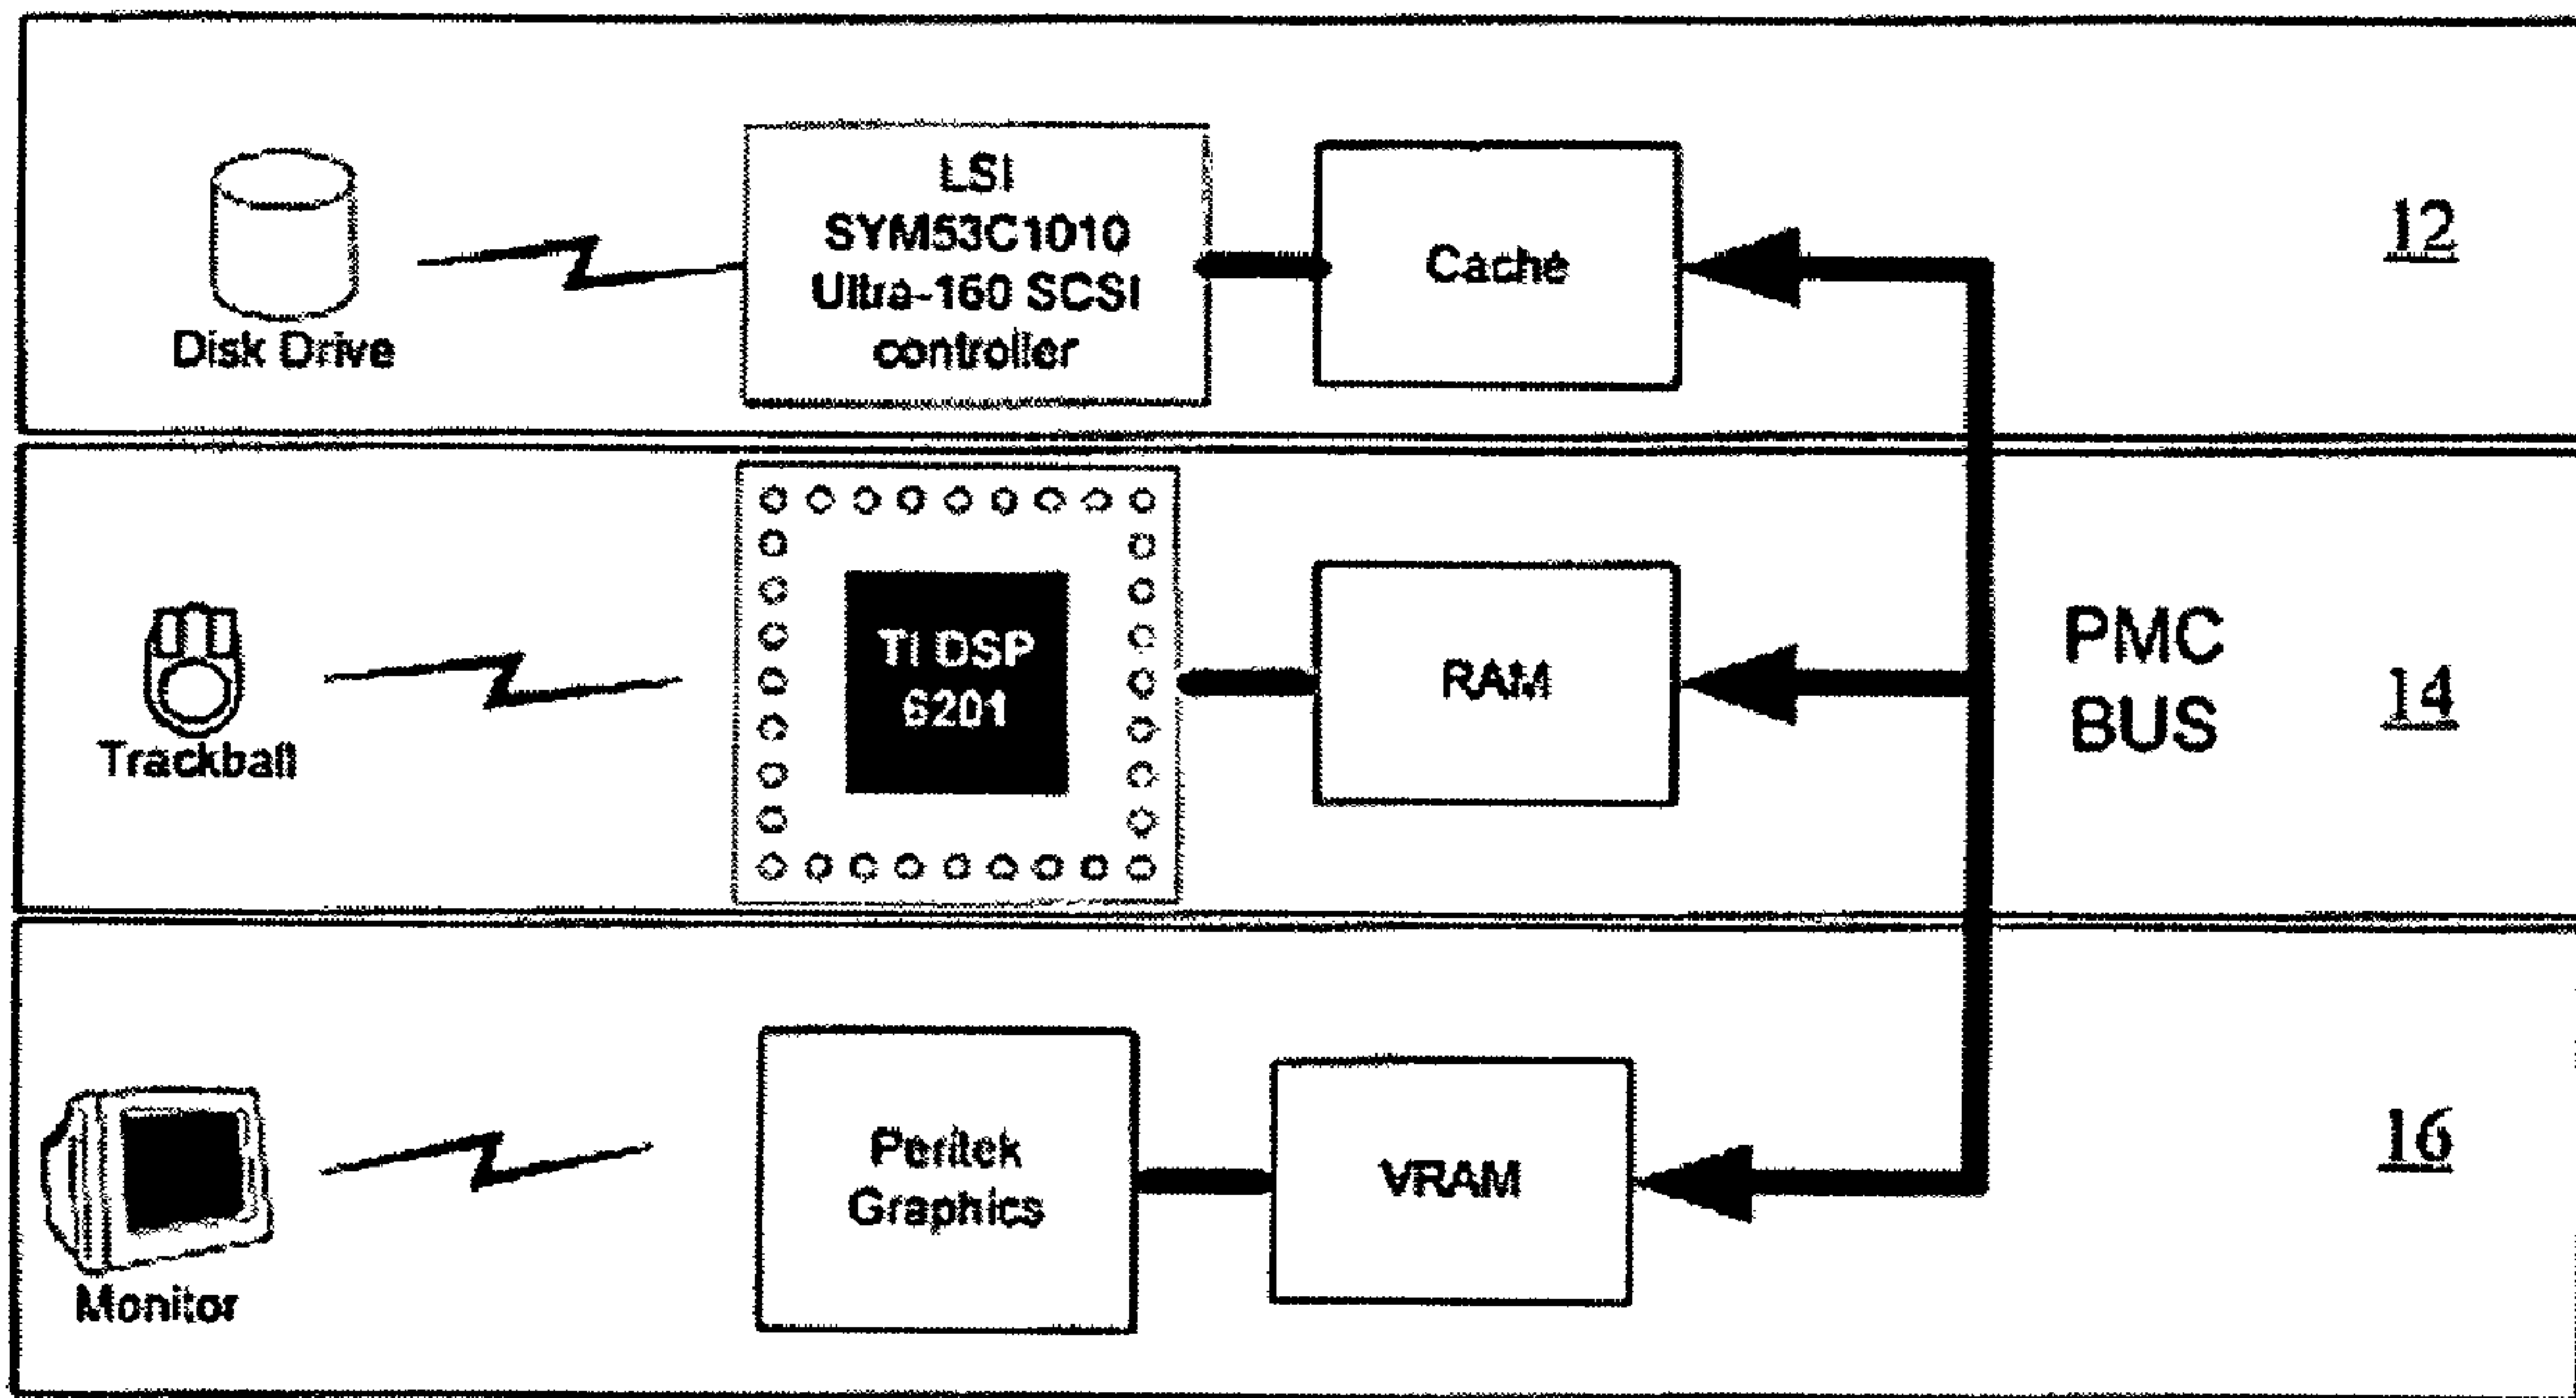 LSI
SYM53C1010
Ultra-160 SCSI
controller
Cache
12
Disk Drive
TI DSP
6201
RAM
PMC
BUS
14
Trackball
Peritek
Graphics
VRAM
16
Monitor